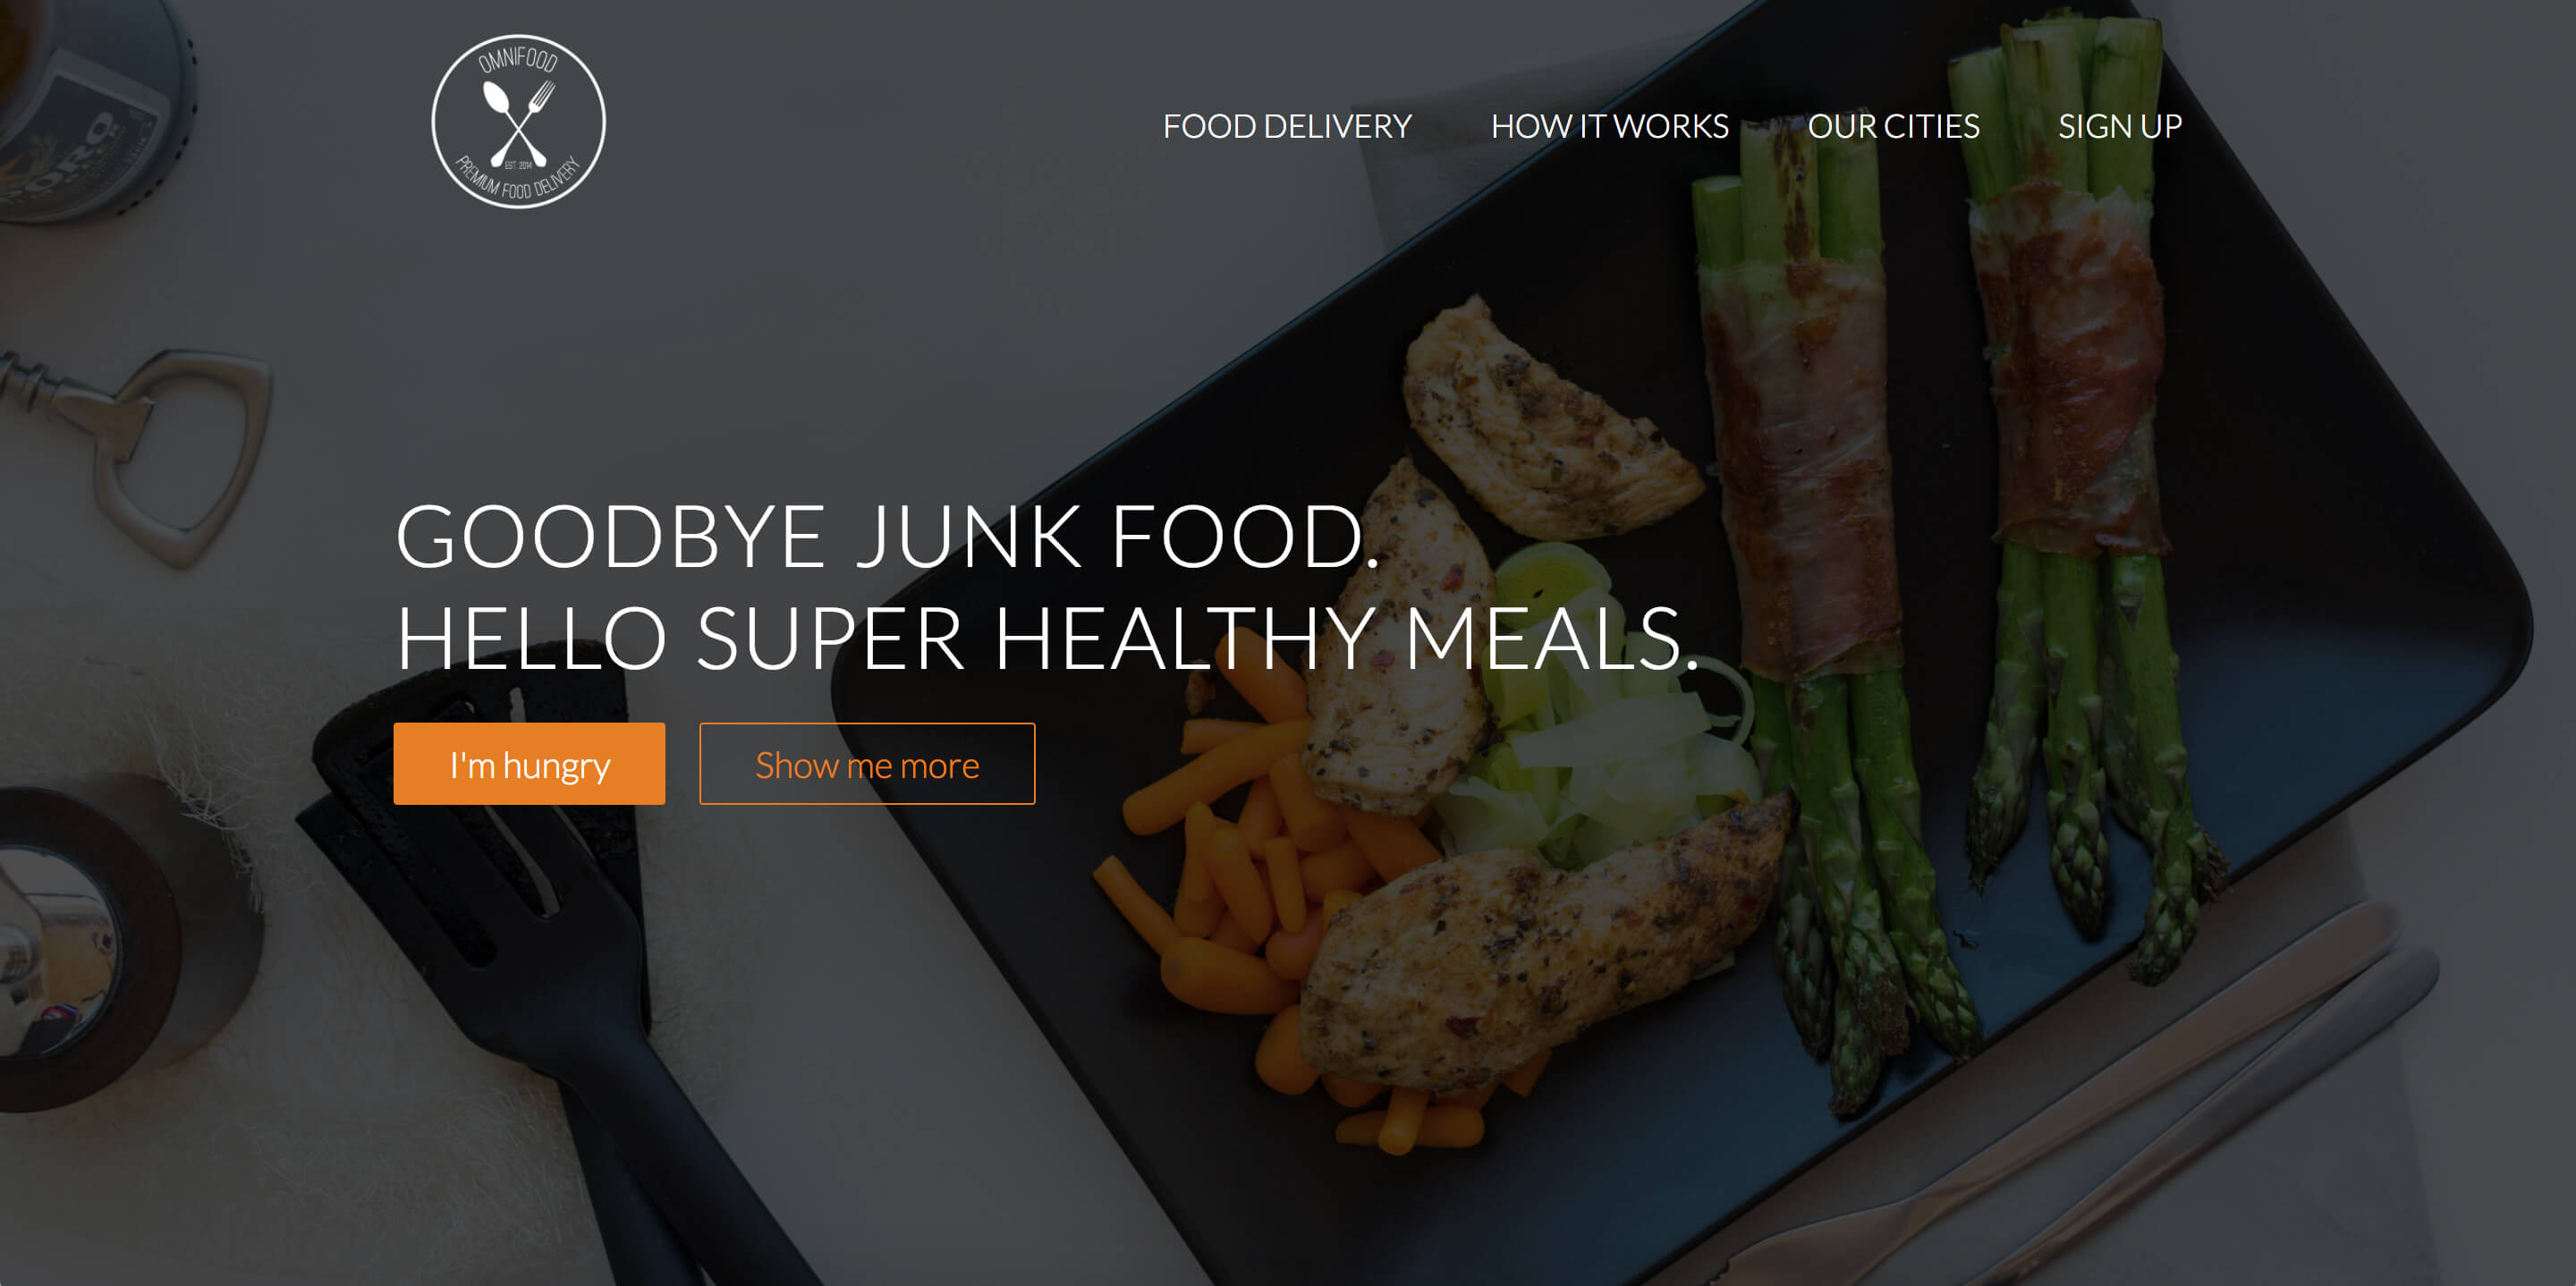 OMNIFOOD
EST. 2014
PREMIUM FOOD DELIVERY
FOOD DELIVERY
HOW IT WORKS
OUR CITIES
SIGN UP
GOODBYE JUNK FOOD.
HELLO SUPER HEALTHY MEALS.
I'm hungry
Show me more